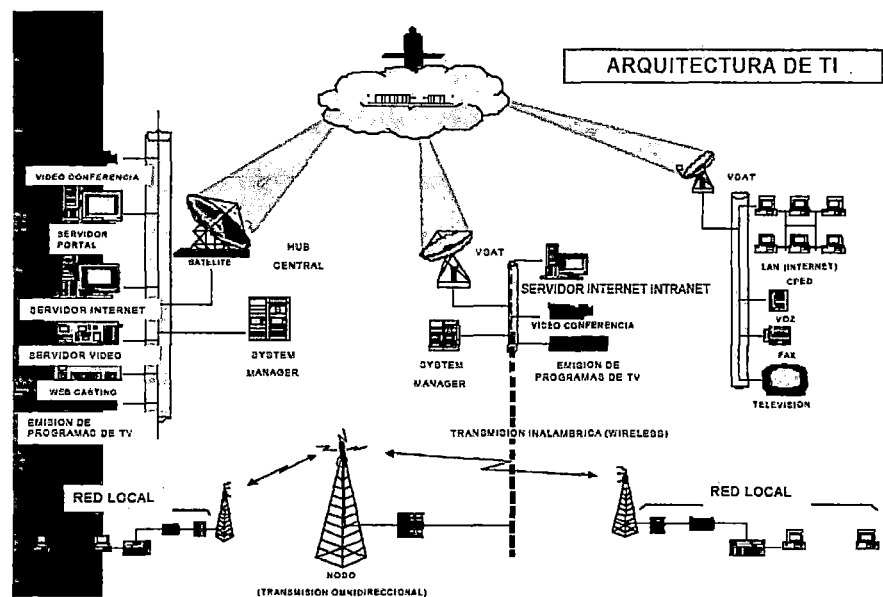 ARQUITECTURA DE TI
VIDEO CONFERENCIA
SERVIDOR
PORTAL
SERVIDOR INTERNET
SERVIDOR VIDEO
WEB CASTING
EMISION DE
PROGRAMAS DE TV
SATELITE
HUB
CENTRAL
SYSTEM
MANAGER
VSAT
SERVIDOR INTERNET INTRANET
VIDEO CONFERENCIA
SYSTEM
MANAGER
EMISION DE
PROGRAMAS DE TV
VSAT
LAN (INTERNET)
CPED
VOZ
FAX
TELEVISION
TRANSMISION INALAMBRICA (WIRELESS)
RED LOCAL
NODO
(TRANSMISION OMNIDIRECCIONAL)
RED LOCAL